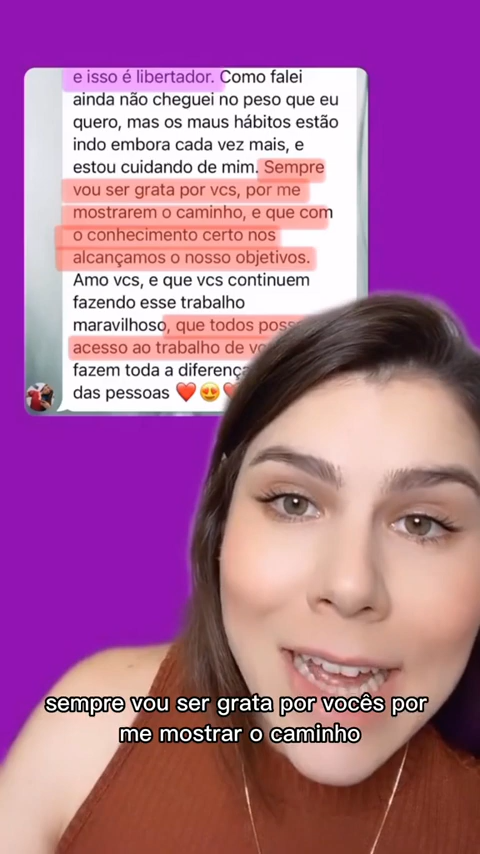 e isso é libertador. Como falei
ainda não cheguei no peso que eu
quero, mas os maus hábitos estão
indo embora cada vez mais, e
estou cuidando de mim. Sempre
vou ser grata por vcs, por me
mostrarem o caminho, e que com
o conhecimento certo nos
alcançamos o nosso objetivos.
Amo vcs, e que vcs continuem
fazendo esse trabalho
maravilhoso, que todos
acesso ao trabalho de
fazem toda a diferença
das pessoas ❤️😍
sempre vou ser grata por vocês por
me mostrar o caminho